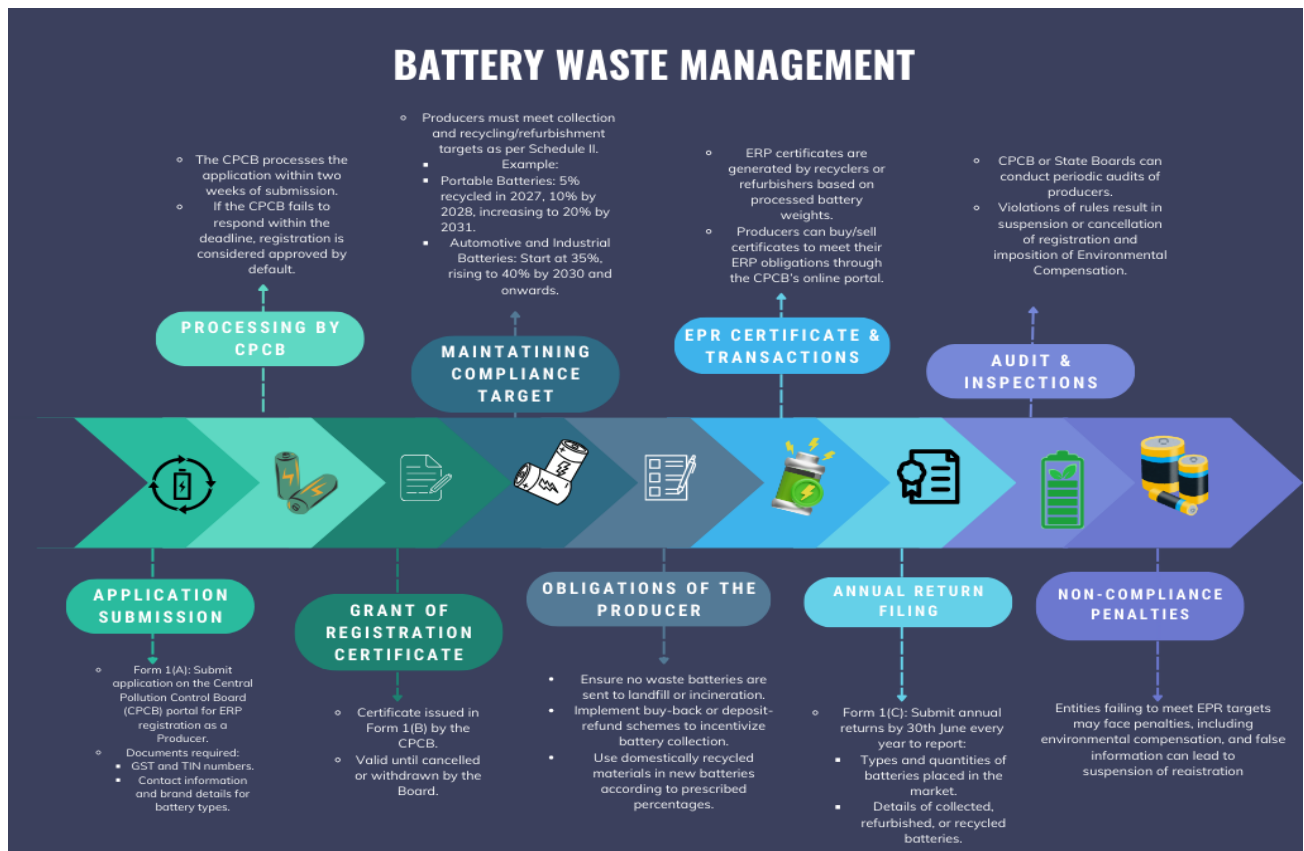 BATTERY WASTE MANAGEMENT
The CPCB processes the
application within two
weeks of submission.
If the CPCB fails to
respond within the
deadline, registration is
considered approved by
default.
Producers must meet collection
and recycling/refurbishment
targets as per Schedule II.
Example:
Portable Batteries: 5%
recycled in 2027, 10% by
2028, increasing to 20% by
2031.
Automotive and Industrial
Batteries: Start at 35%,
rising to 40% by 2030 and
onwards.
ERP certificates are
generated by recyclers or
refurbishers based on
processed battery
weights.
Producers can buy/sell
certificates to meet their
ERP obligations through
the CPCB's online portal.
CPCB or State Boards can
conduct periodic audits of
producers.
Violations of rules result in
suspension or cancellation
of registration and
imposition of Environmental
Compensation.
PROCESSING BY
CPCB
MAINTATINING
COMPLIANCE
TARGET
EPR CERTIFICATE &
TRANSACTIONS
AUDIT &
INSPECTIONS
APPLICATION
SUBMISSION
GRANT OF
REGISTRATION
CERTIFICATE
OBLIGATIONS OF THE
PRODUCER
ANNUAL RETURN
FILING
NON-COMPLIANCE
PENALTIES
Form 1(A): Submit
application on the Central
Pollution Control Board
(CPCB) portal for ERP
registration as a
Producer.
Documents required:
GST and TIN numbers.
Contact information
and brand details for
battery types.
Certificate issued in
Form 1(B) by the
CPCB.
Valid until cancelled
or withdrawn by the
Board.
Ensure no waste batteries are
sent to landfill or incineration.
Implement buy-back or deposit-
refund schemes to incentivize
battery collection.
Use domestically recycled
materials in new batteries
according to prescribed
percentages.
Form 1(C): Submit annual
returns by 30th June every
year to report:
Types and quantities of
batteries placed in the
market.
Details of collected,
refurbished, or recycled
batteries.
Entities failing to meet EPR targets
may face penalties, including
environmental compensation, and false
information can lead to
suspension of reaistration